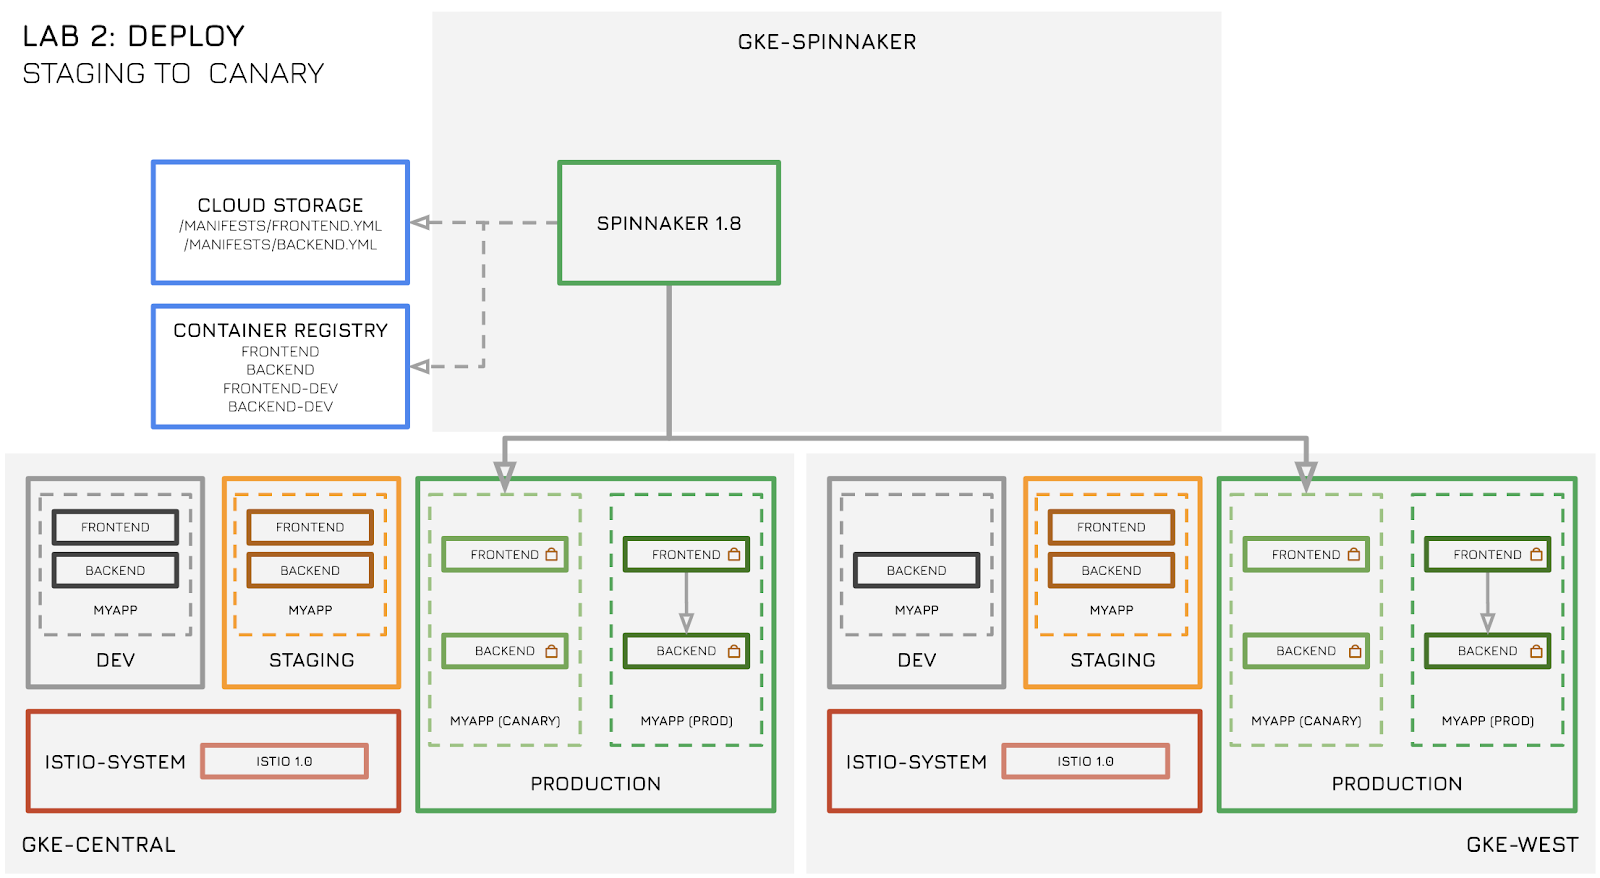 LAB 2: DEPLOY
STAGING TO CANARY
GKE-SPINNAKER
CLOUD STORAGE
/MANIFESTS/FRONTEND.YML
/MANIFESTS/BACKEND.YML
SPINNAKER 1.8
CONTAINER REGISTRY
FRONTEND
BACKEND
FRONTEND-DEV
BACKEND-DEV
FRONTEND
BACKEND
MYAPP
DEV
FRONTEND
BACKEND
MYAPP
STAGING
FRONTEND
BACKEND
MYAPP (CANARY)
FRONTEND
BACKEND
MYAPP (PROD)
PRODUCTION
ISTIO-SYSTEM
ISTIO 1.0
GKE-CENTRAL
BACKEND
MYAPP
DEV
FRONTEND
BACKEND
MYAPP
STAGING
FRONTEND
BACKEND
MYAPP (CANARY)
FRONTEND
BACKEND
MYAPP (PROD)
PRODUCTION
ISTIO-SYSTEM
ISTIO 1.0
GKE-WEST